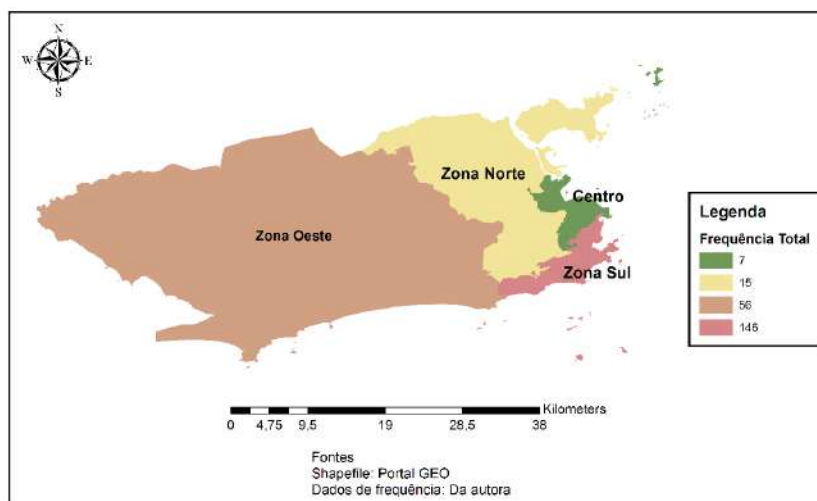 N
W E
S
Zona Norte
Centro
Zona Oeste
Zona Sul
Legenda
Frequência Total
7
15
56
146
Kilometers
0 4,75 9,5 19 28,5 38
Fontes
Shapefile: Portal GEO
Dados de frequência: Da autora